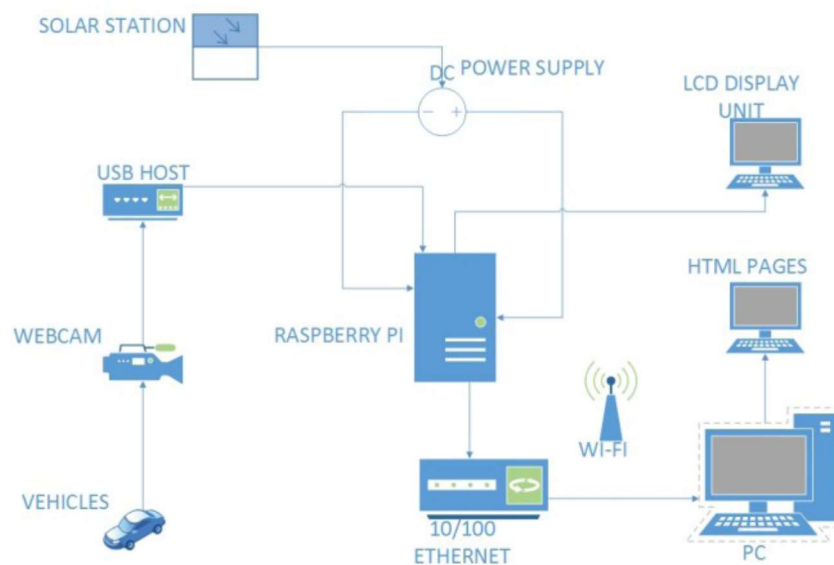 SOLAR STATION
DC POWER SUPPLY
− +
LCD DISPLAY
UNIT
USB HOST
HTML PAGES
WEBCAM
RASPBERRY PI
WI-FI
VEHICLES
10/100
ETHERNET
PC